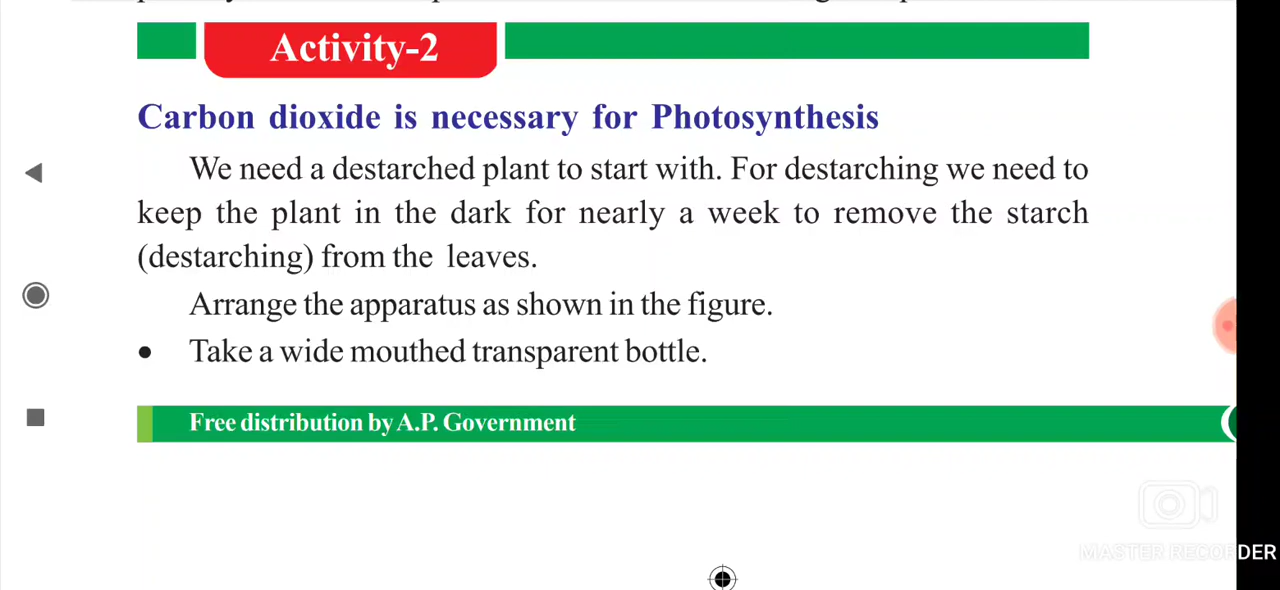 Activity-2
Carbon dioxide is necessary for Photosynthesis
We need a destarched plant to start with. For destarching we need to
keep the plant in the dark for nearly a week to remove the starch
(destarching) from the leaves.
Arrange the apparatus as shown in the figure.
• Take a wide mouthed transparent bottle.
Free distribution by A.P. Government
MASTER RECORDER